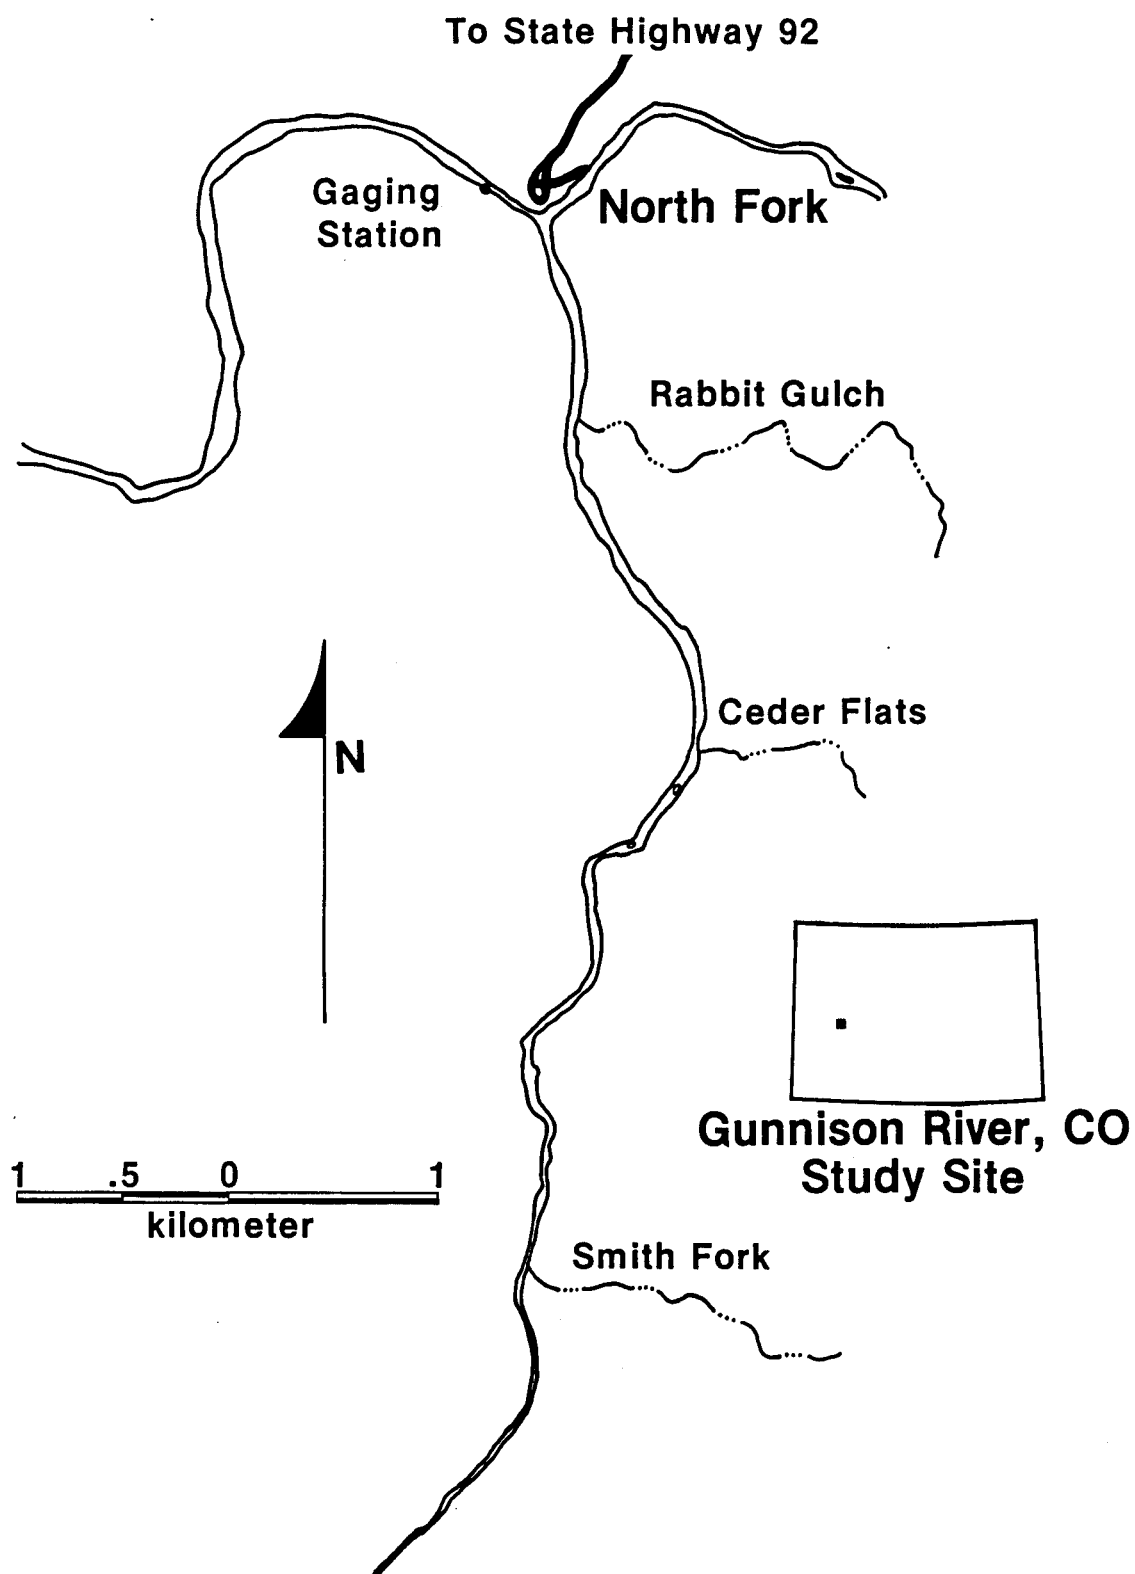 To State Highway 92
Gaging
Station
North Fork
Rabbit Gulch
Ceder Flats
N
Gunnison River, CO
Study Site
1 .5 0 1
kilometer
Smith Fork